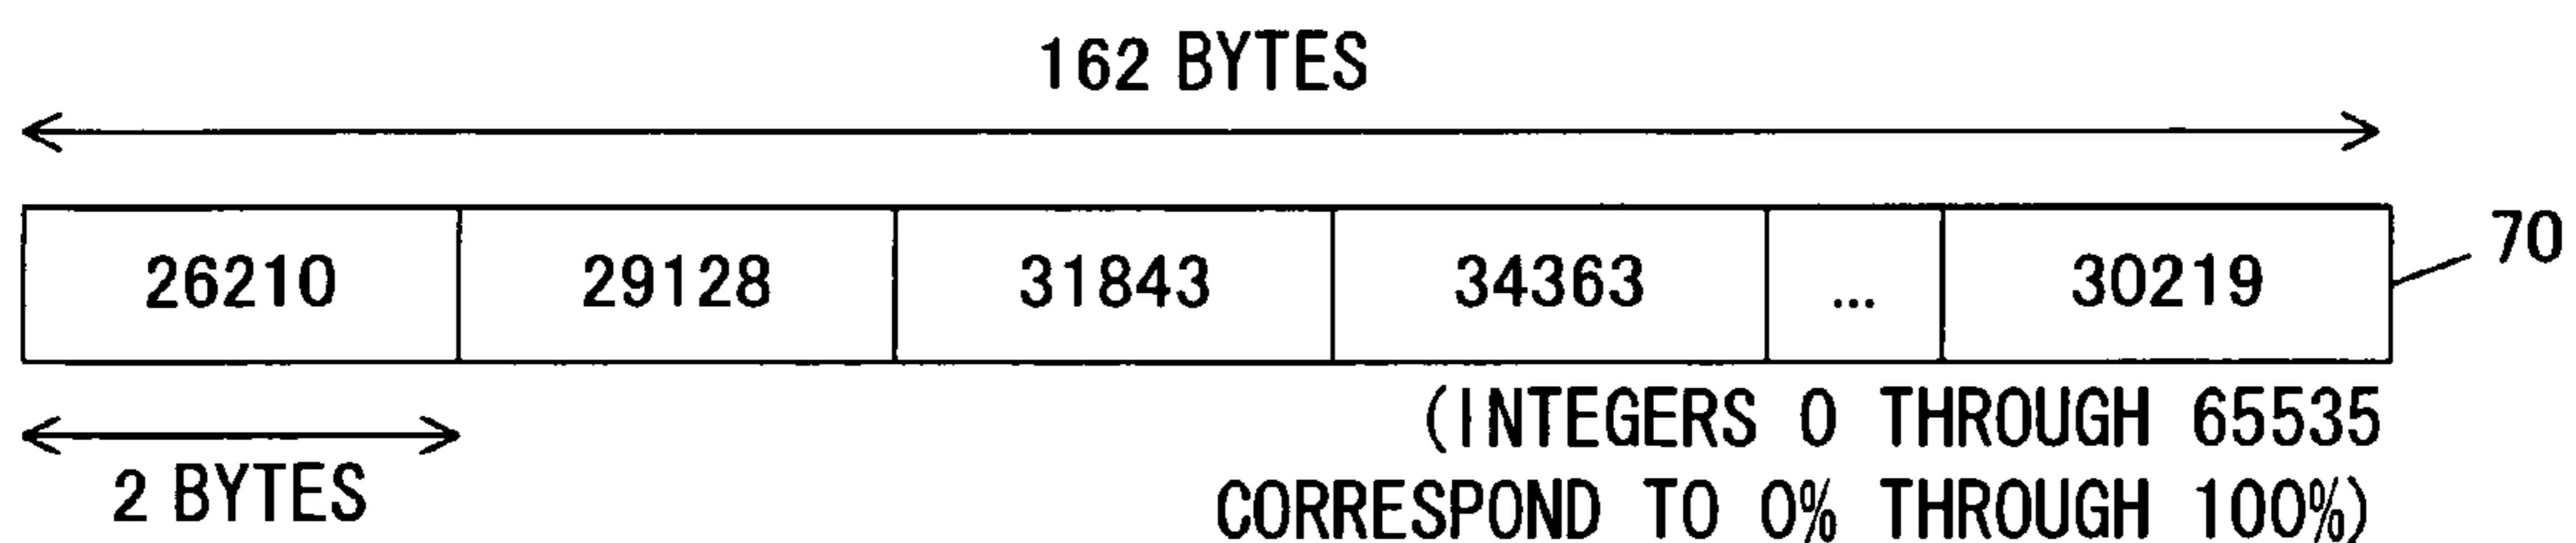 162 BYTES
26210 29128 31843 34363 ... 30219 70
(INTEGERS 0 THROUGH 65535
2 BYTES
CORRESPOND TO 0% THROUGH 100%)